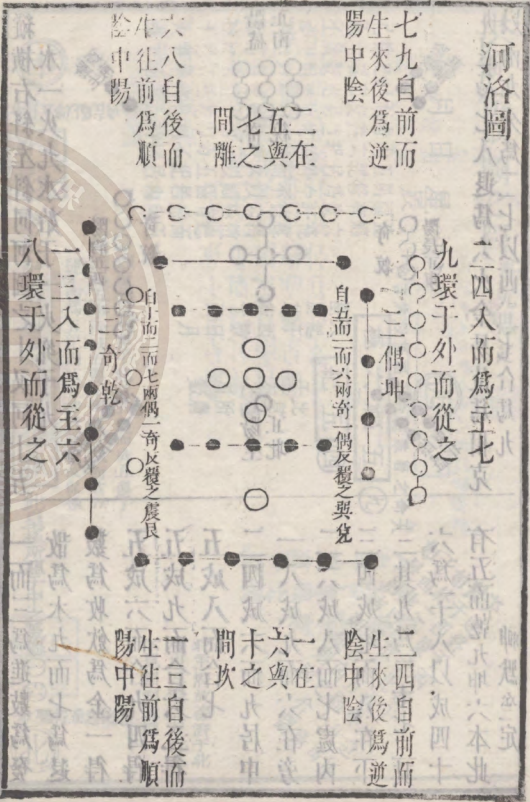 河洛圖
七九自前而
生來後爲逆
陽中陰
二在
五與
七之
間離
六八自後而
生往前爲順
陰中陽
二四入而爲主七
九環于外而從之
三偶坤
自五而一而六兩奇一偶反覆之巽兌
自十而二而七兩偶一奇反覆之震艮
三奇乾
一三入而爲主六
八環于外而從之
二四自前而
生來後爲逆
陰中陰
一在
六與
十之
間坎
一三自後而
生往前爲順
陽中陽